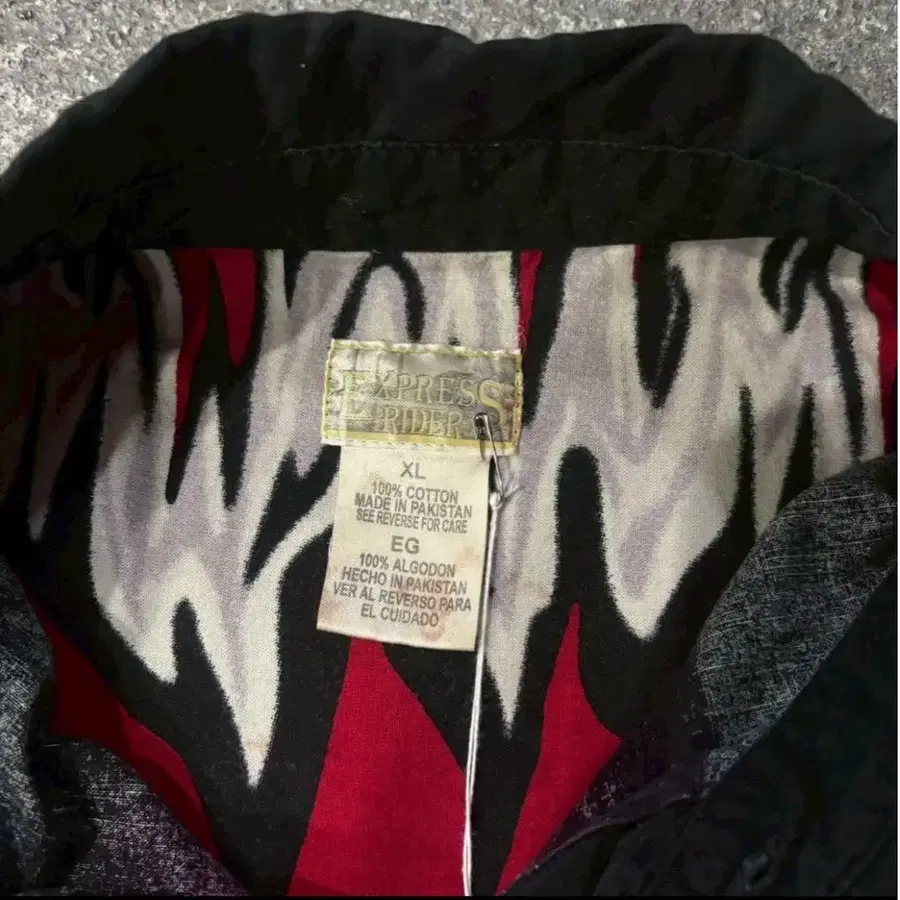 EXPRESS
RIDER
XL
100% COTTON
MADE IN PAKISTAN
SEE REVERSE FOR CARE
EG
100% ALGODON
HECHO IN PAKISTAN
VER AL REVERSO PARA
EL CUIDADO